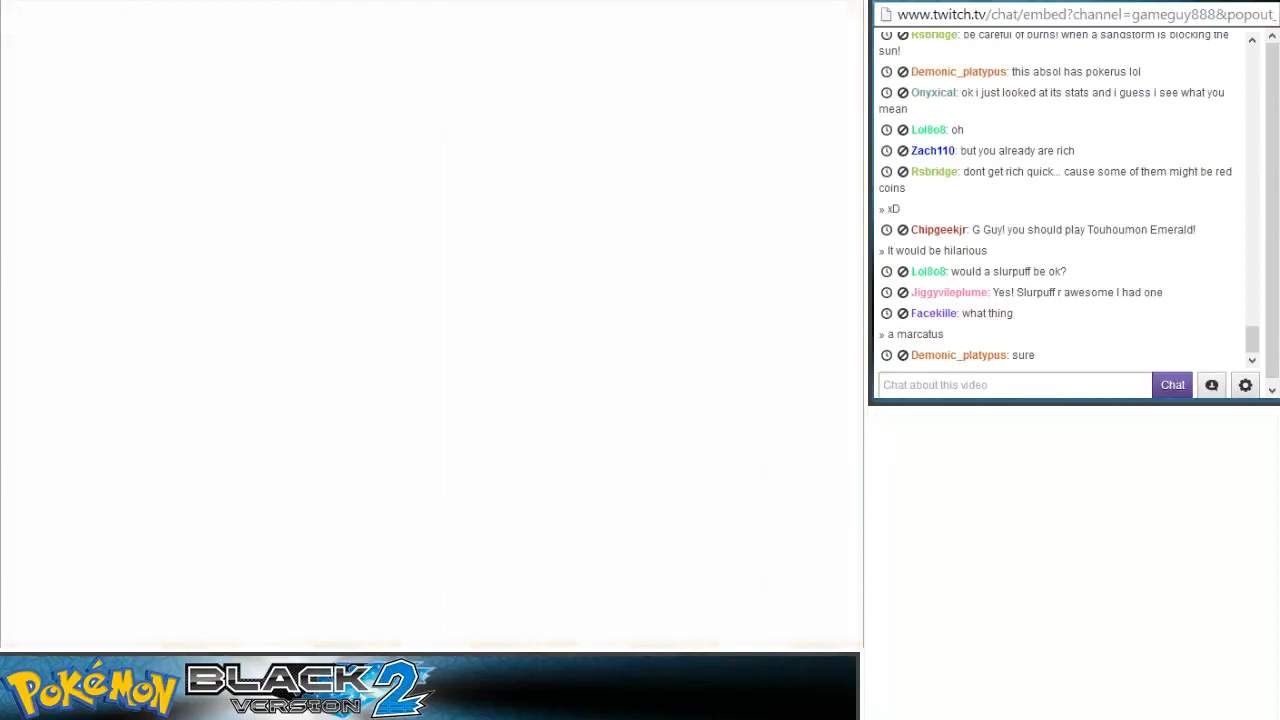 www.twitch.tv/chat/embed?channel=gameguy888&popout_
Rsbridge: be careful of burns! when a sandstorm is blocking the
sun!
Demonic_platypus: this absol has pokerus lol
Onyxical: ok i just looked at its stats and i guess i see what you
mean
Lol8o8: oh
Zach110: but you already are rich
Rsbridge: dont get rich quick... cause some of them might be red
coins
» xD
Chipgeekjr: G Guy! you should play Touhoumon Emerald!
» It would be hilarious
Lol8o8: would a slurpuff be ok?
Jiggyvileplume: Yes! Slurpuff r awesome I had one
Facekille: what thing
» a marcatus
Demonic_platypus: sure
Chat about this video
Chat
POKéMON
BLACK 2
VERSION